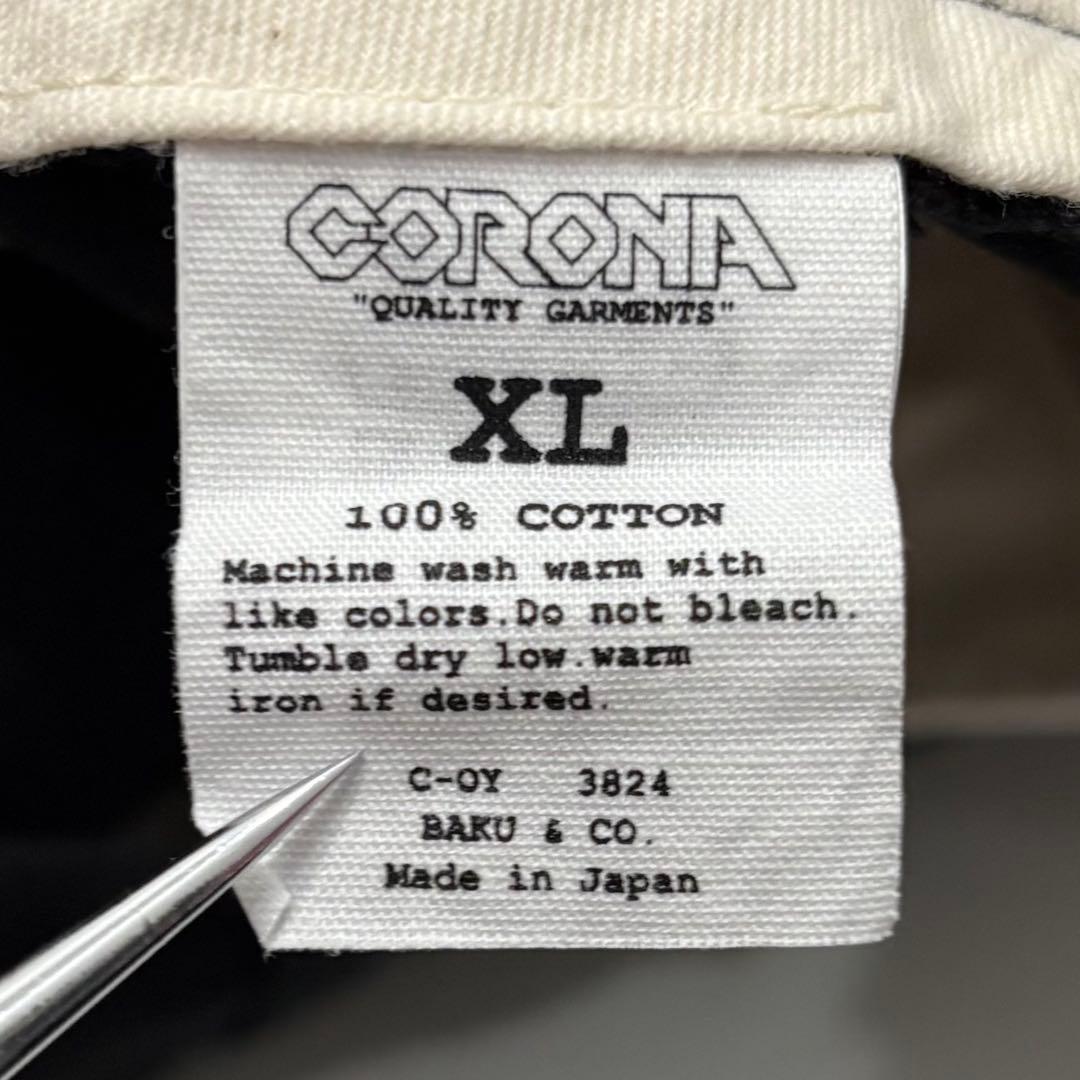 CORONA
"QUALITY GARMENTS"
XL
100% COTTON
Machine wash warm with
like colors.Do not bleach.
Tumble dry low.warm
iron if desired.
C-OY 3824
BAKU & CO.
Made in Japan